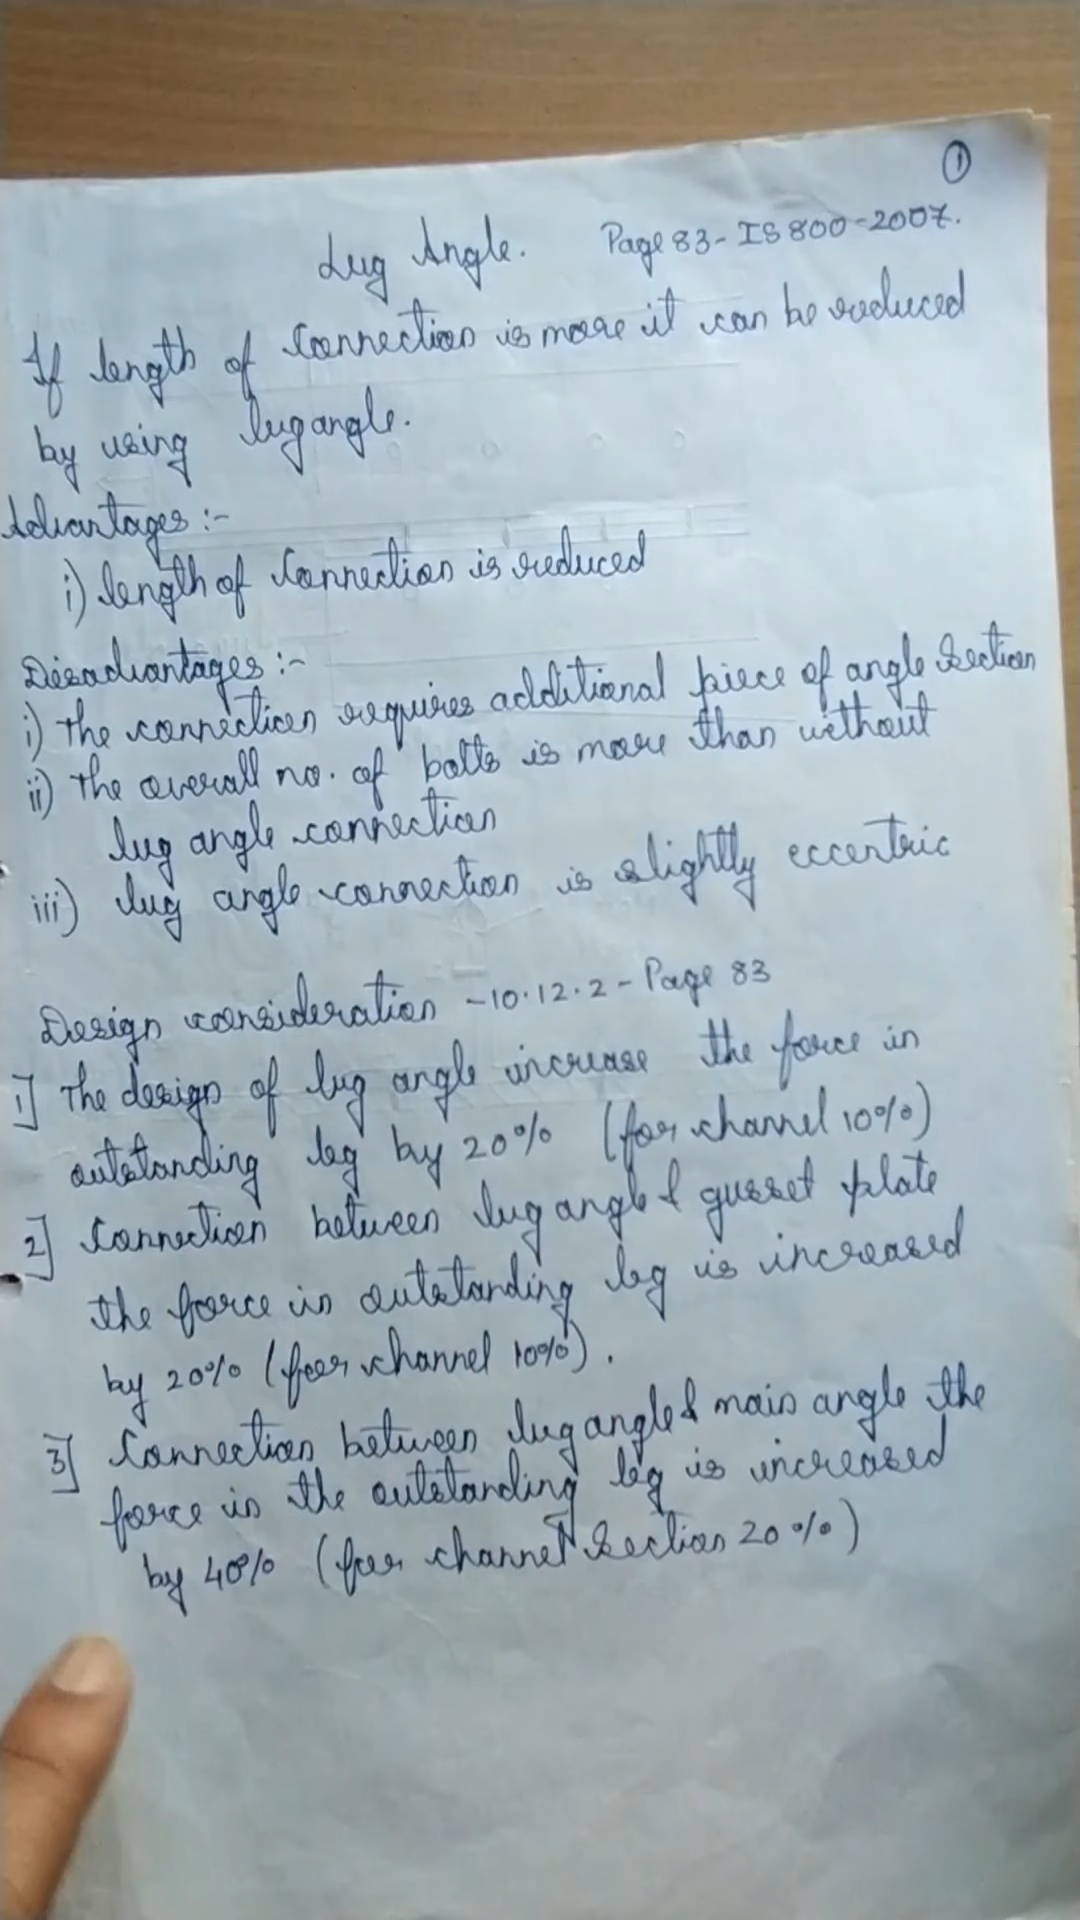 ①
Lug Angle. Page 83 - IS 800-2007.
If length of connection is more it can be reduced
by using lug angle.
Advantages :-
i) length of connection is reduced
Disadvantages :-
i) the connection requires additional piece of angle section
ii) the overall no. of bolts is more than without
lug angle connection
iii) lug angle connection is slightly eccentric
Design consideration - 10.12.2 - Page 83
1] The design of lug angle increase the force in
outstanding leg by 20% (for channel 10%)
2] Connection between lug angle & gusset plate
the force in outstanding leg is increased
by 20% (for channel 10%).
3] Connection between lug angle & main angle the
force in the outstanding leg is increased
by 40% (for channel section 20%)